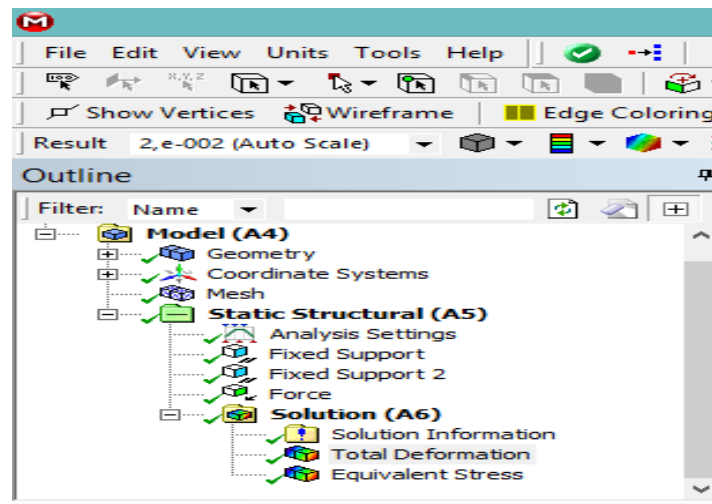 M
File Edit View Units Tools Help
X,Y,Z
Show Vertices Wireframe Edge Coloring
Result 2,e-002 (Auto Scale)
Outline
Filter: Name
Model (A4)
Geometry
Coordinate Systems
Mesh
Static Structural (A5)
Analysis Settings
Fixed Support
Fixed Support 2
Force
Solution (A6)
Solution Information
Total Deformation
Equivalent Stress